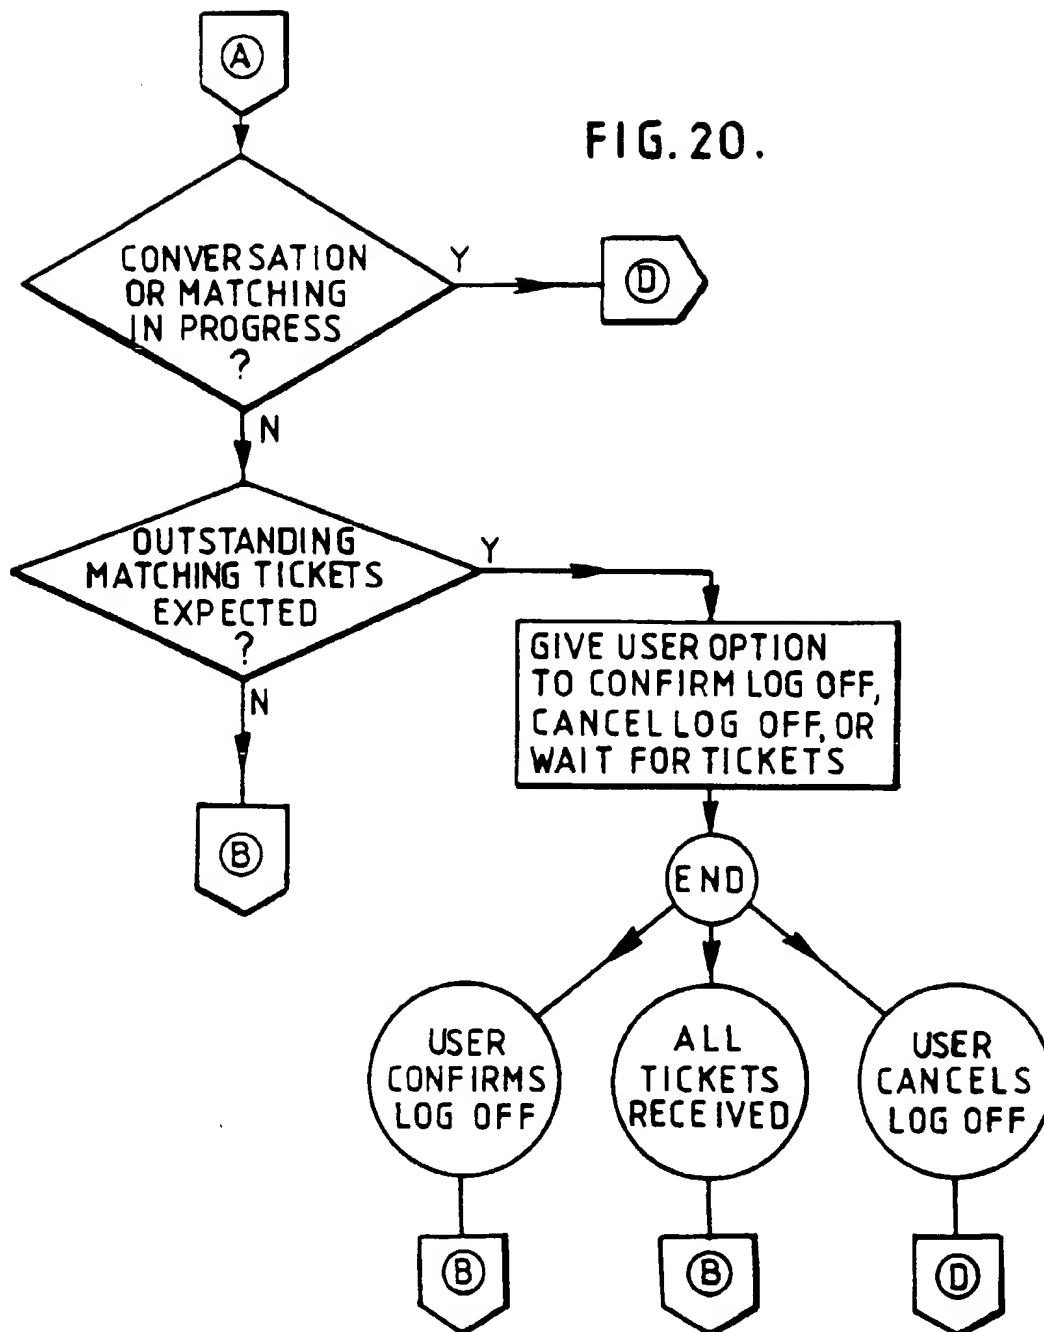 A
FIG. 20.
CONVERSATION
OR MATCHING
IN PROGRESS
?
Y
D
N
OUTSTANDING
MATCHING TICKETS
EXPECTED
?
Y
N
B
GIVE USER OPTION
TO CONFIRM LOG OFF,
CANCEL LOG OFF, OR
WAIT FOR TICKETS
END
USER
CONFIRMS
LOG OFF
ALL
TICKETS
RECEIVED
USER
CANCELS
LOG OFF
B
B
D